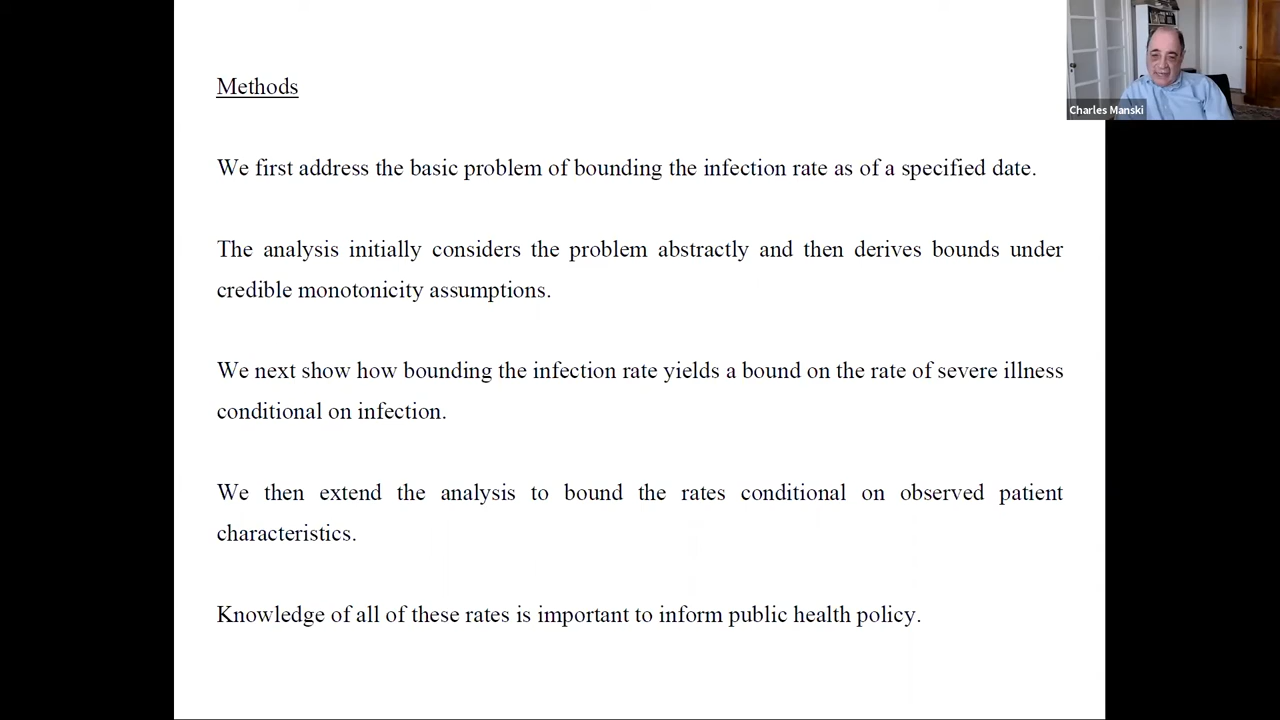 Charles Manski
Methods
We first address the basic problem of bounding the infection rate as of a specified date.
The analysis initially considers the problem abstractly and then derives bounds under
credible monotonicity assumptions.
We next show how bounding the infection rate yields a bound on the rate of severe illness
conditional on infection.
We then extend the analysis to bound the rates conditional on observed patient
characteristics.
Knowledge of all of these rates is important to inform public health policy.